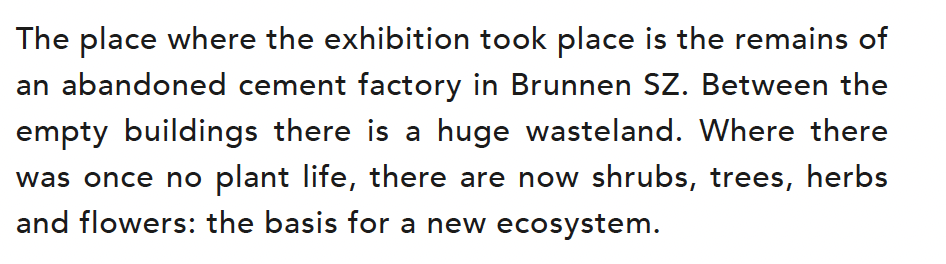 The place where the exhibition took place is the remains of
an abandoned cement factory in Brunnen SZ. Between the
empty buildings there is a huge wasteland. Where there
was once no plant life, there are now shrubs, trees, herbs
and flowers: the basis for a new ecosystem.